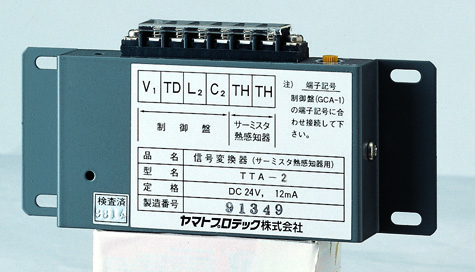 V₁ TD L₂ C₂ TH TH
制御盤
サーミスタ
熱感知器
注) 端子記号
制御盤(GCA-1)
の端子記号に合
わせ接続して下
さい。
品名 信号変換器(サーミスタ熱感知器用)
型名 TTA-2
定格 DC24V, 12mA
製造番号 91349
ヤマトプロテック株式会社
検査済